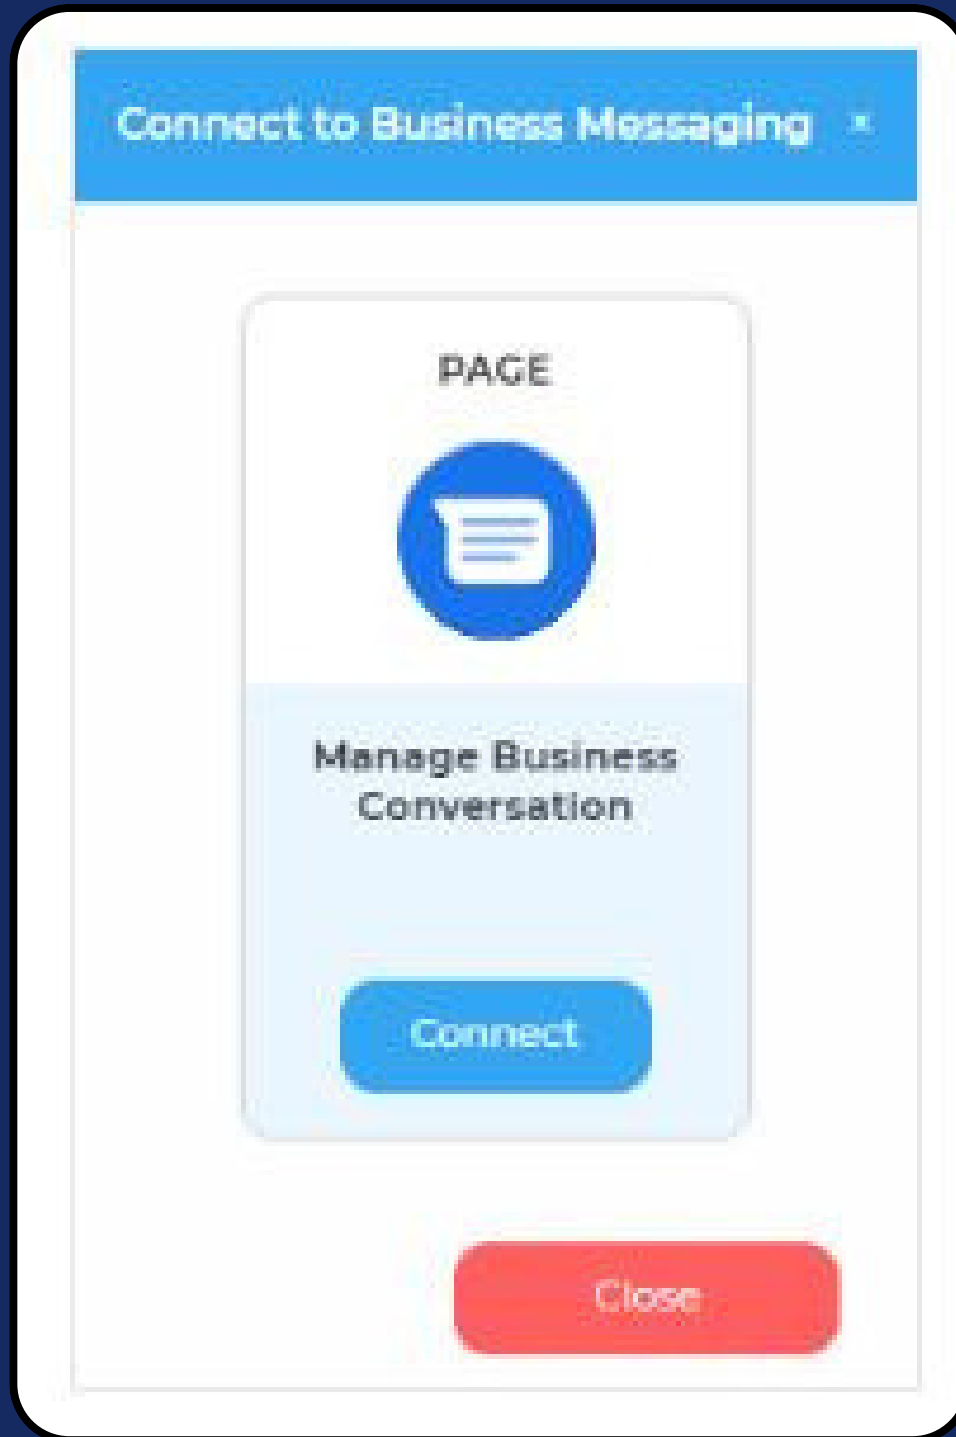 Connect to Business Messaging ×
PAGE
Manage Business
Conversation
Connect
Close